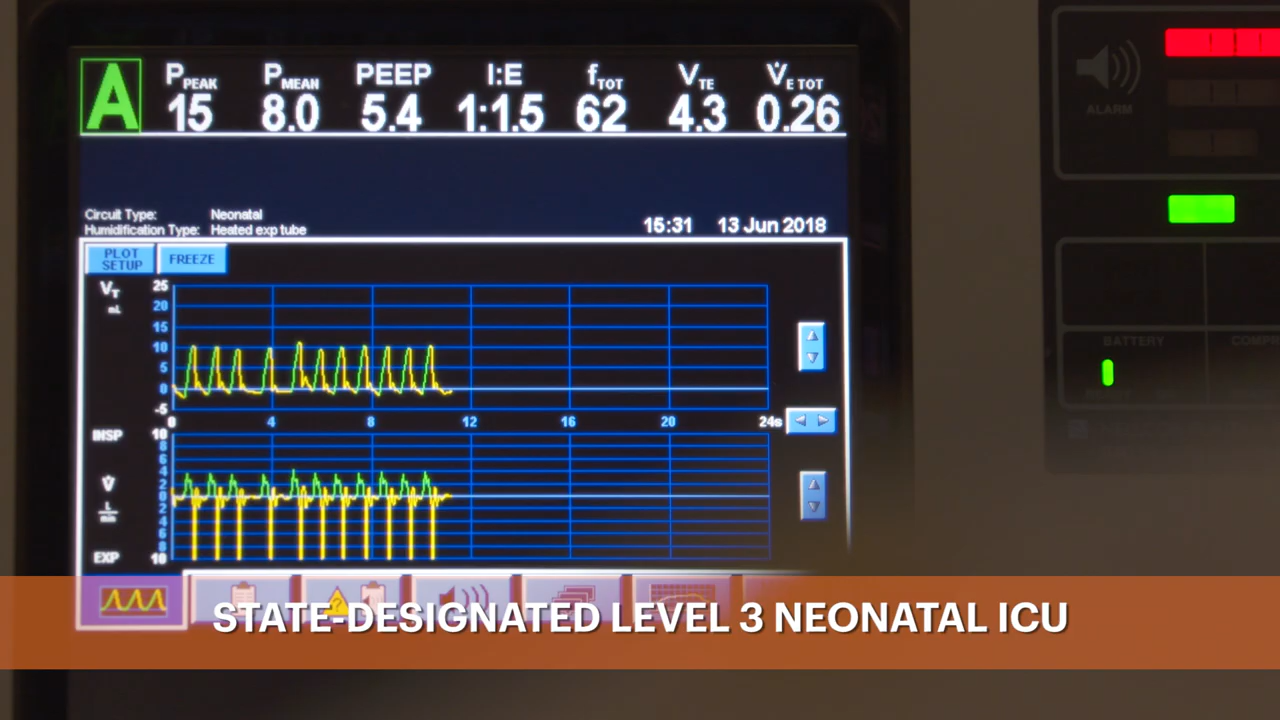 A
PPEAK PMEAN PEEP I:E fTOT VTE V̇E TOT
15 8.0 5.4 1:1.5 62 4.3 0.26
ALARM
Circuit Type: Neonatal
Humidification Type: Heated exp tube
15:31 13 Jun 2018
PLOT SETUP
FREEZE
VT
mL
25
20
15
10
5
0
-5
0 4 8 12 16 20 24s
INSP
V̇
L
min
EXP
10
8
6
4
2
0
2
4
6
8
10
BATTERY
STATE-DESIGNATED LEVEL 3 NEONATAL ICU